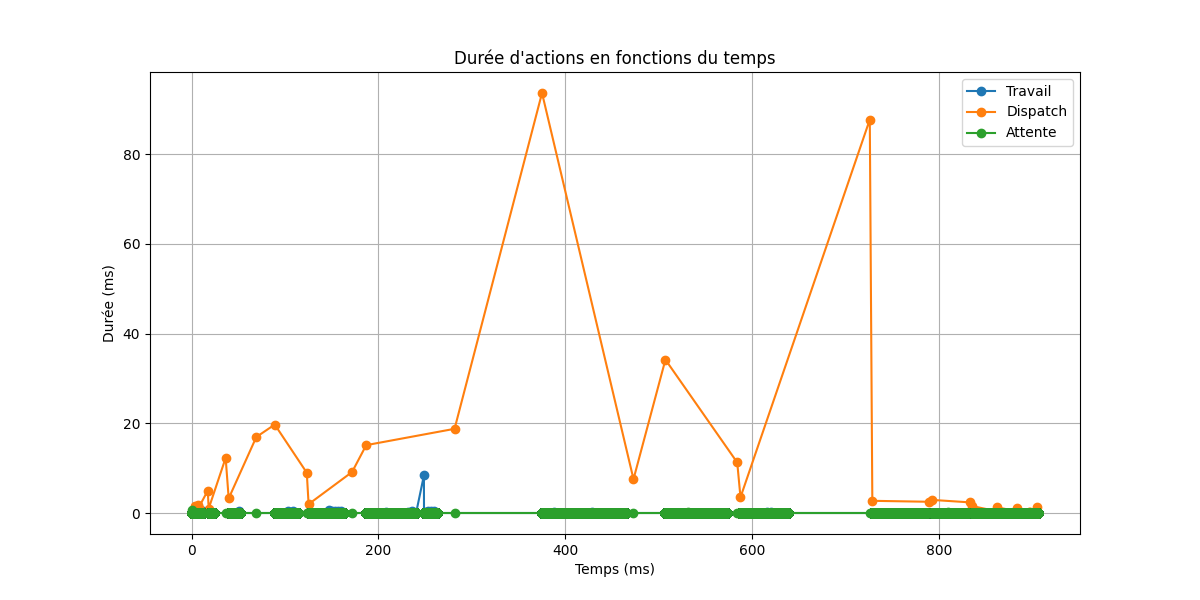 Durée d'actions en fonctions du temps
Travail
Dispatch
Attente
Durée (ms)
80
60
40
20
0
0 200 400 600 800
Temps (ms)